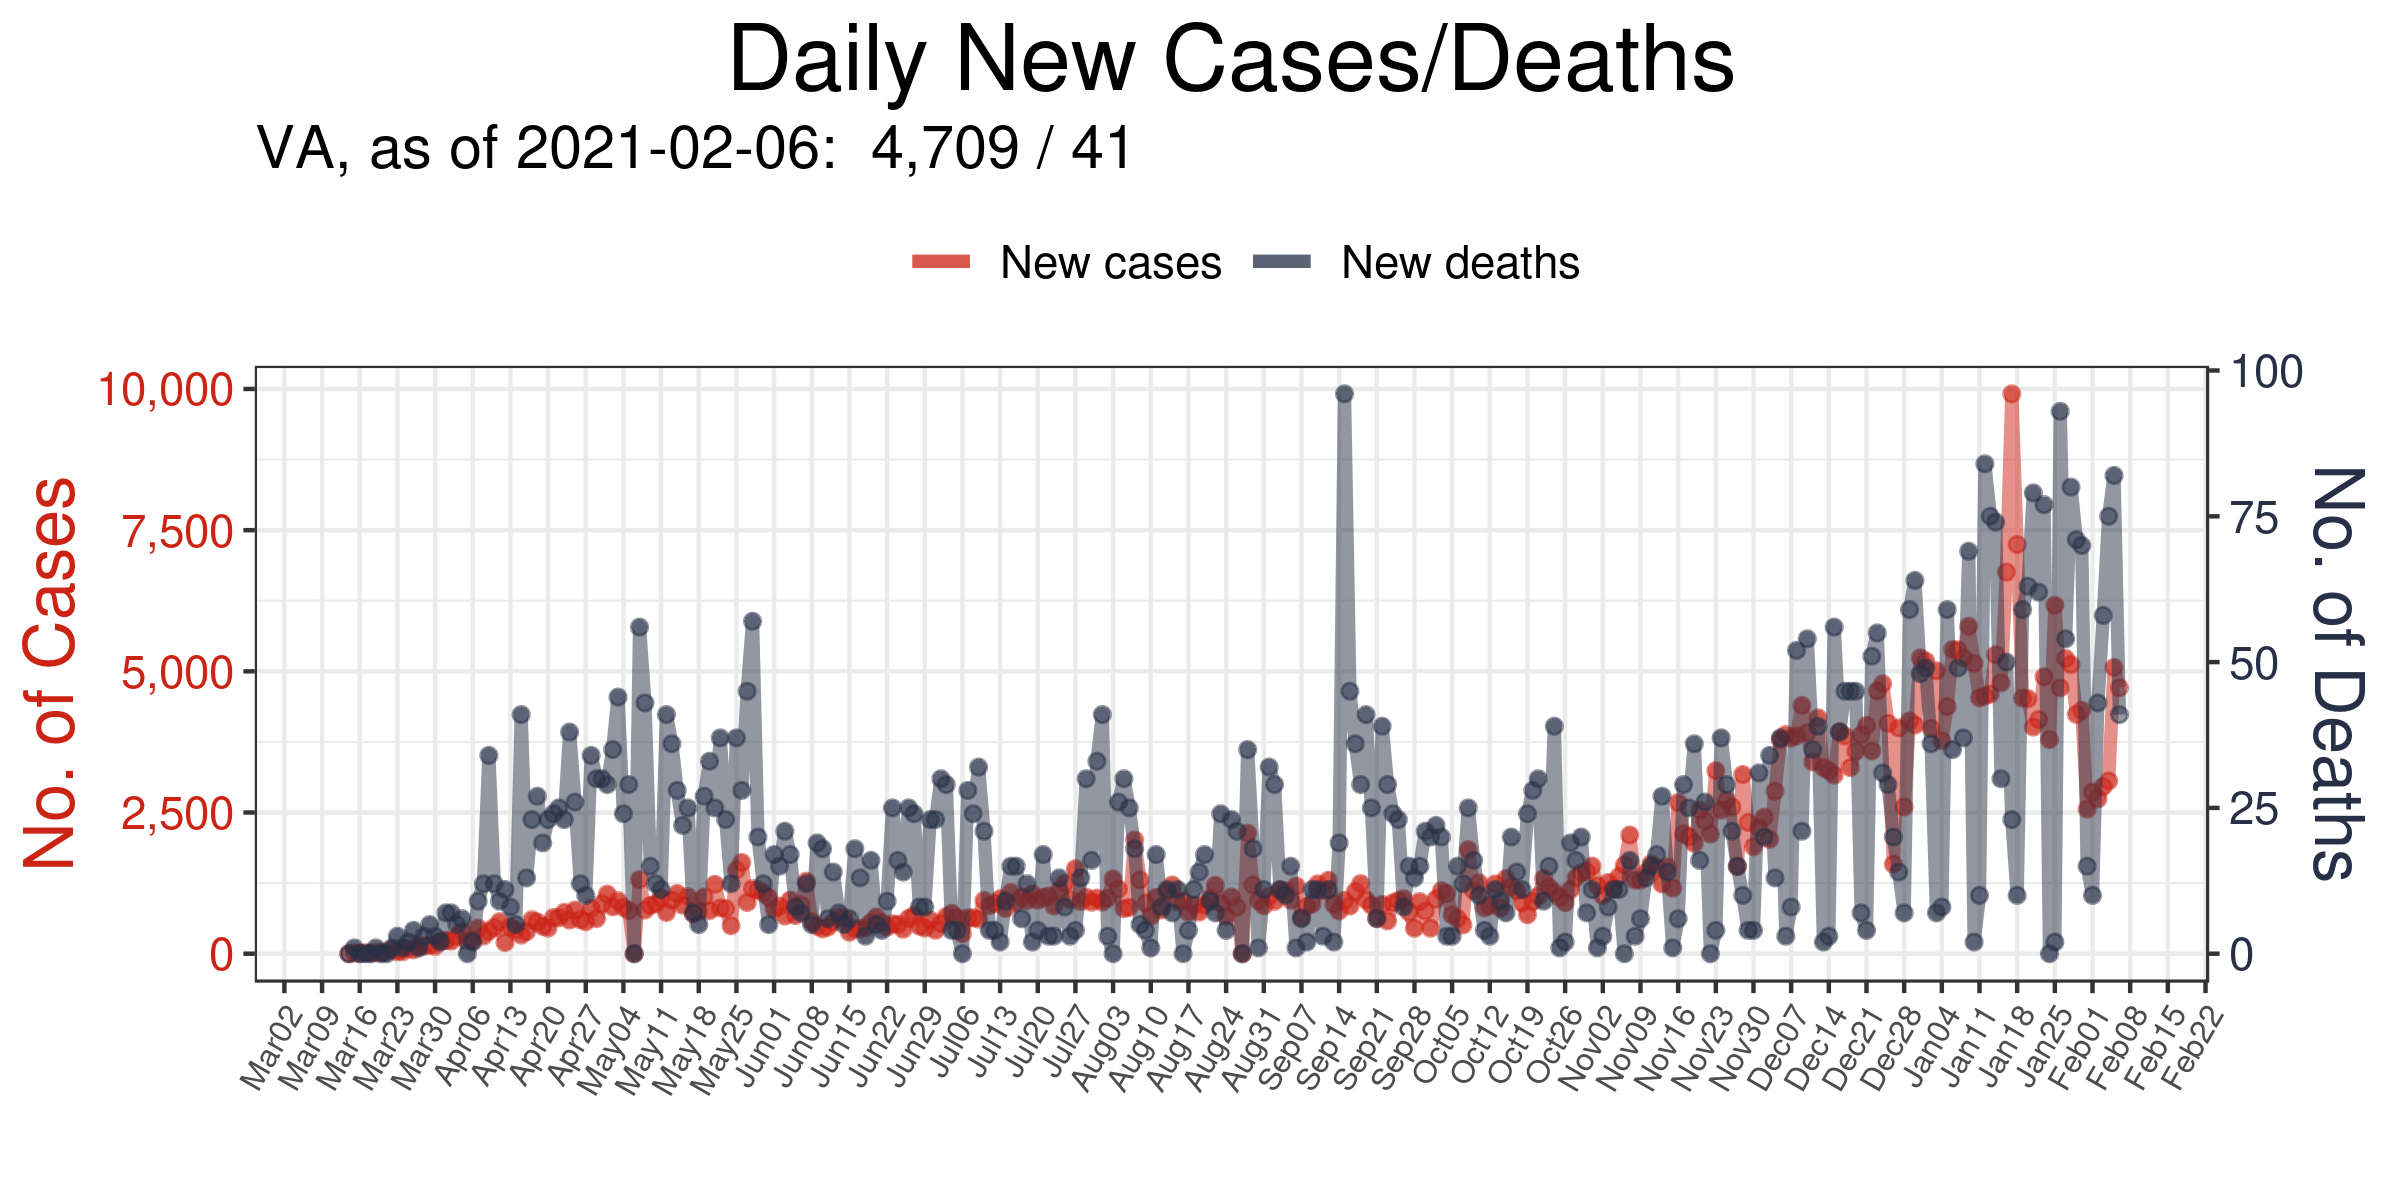 Daily New Cases/Deaths
VA, as of 2021-02-06: 4,709 / 41
New cases
New deaths
No. of Cases
10,000
7,500
5,000
2,500
0
100
75
50
25
0
No. of Deaths
Mar02
Mar09
Mar16
Mar23
Mar30
Apr06
Apr13
Apr20
Apr27
May04
May11
May18
May25
Jun01
Jun08
Jun15
Jun22
Jun29
Jul06
Jul13
Jul20
Jul27
Aug03
Aug10
Aug17
Aug24
Aug31
Sep07
Sep14
Sep21
Sep28
Oct05
Oct12
Oct19
Oct26
Nov02
Nov09
Nov16
Nov23
Nov30
Dec07
Dec14
Dec21
Dec28
Jan04
Jan11
Jan18
Jan25
Feb01
Feb08
Feb15
Feb22